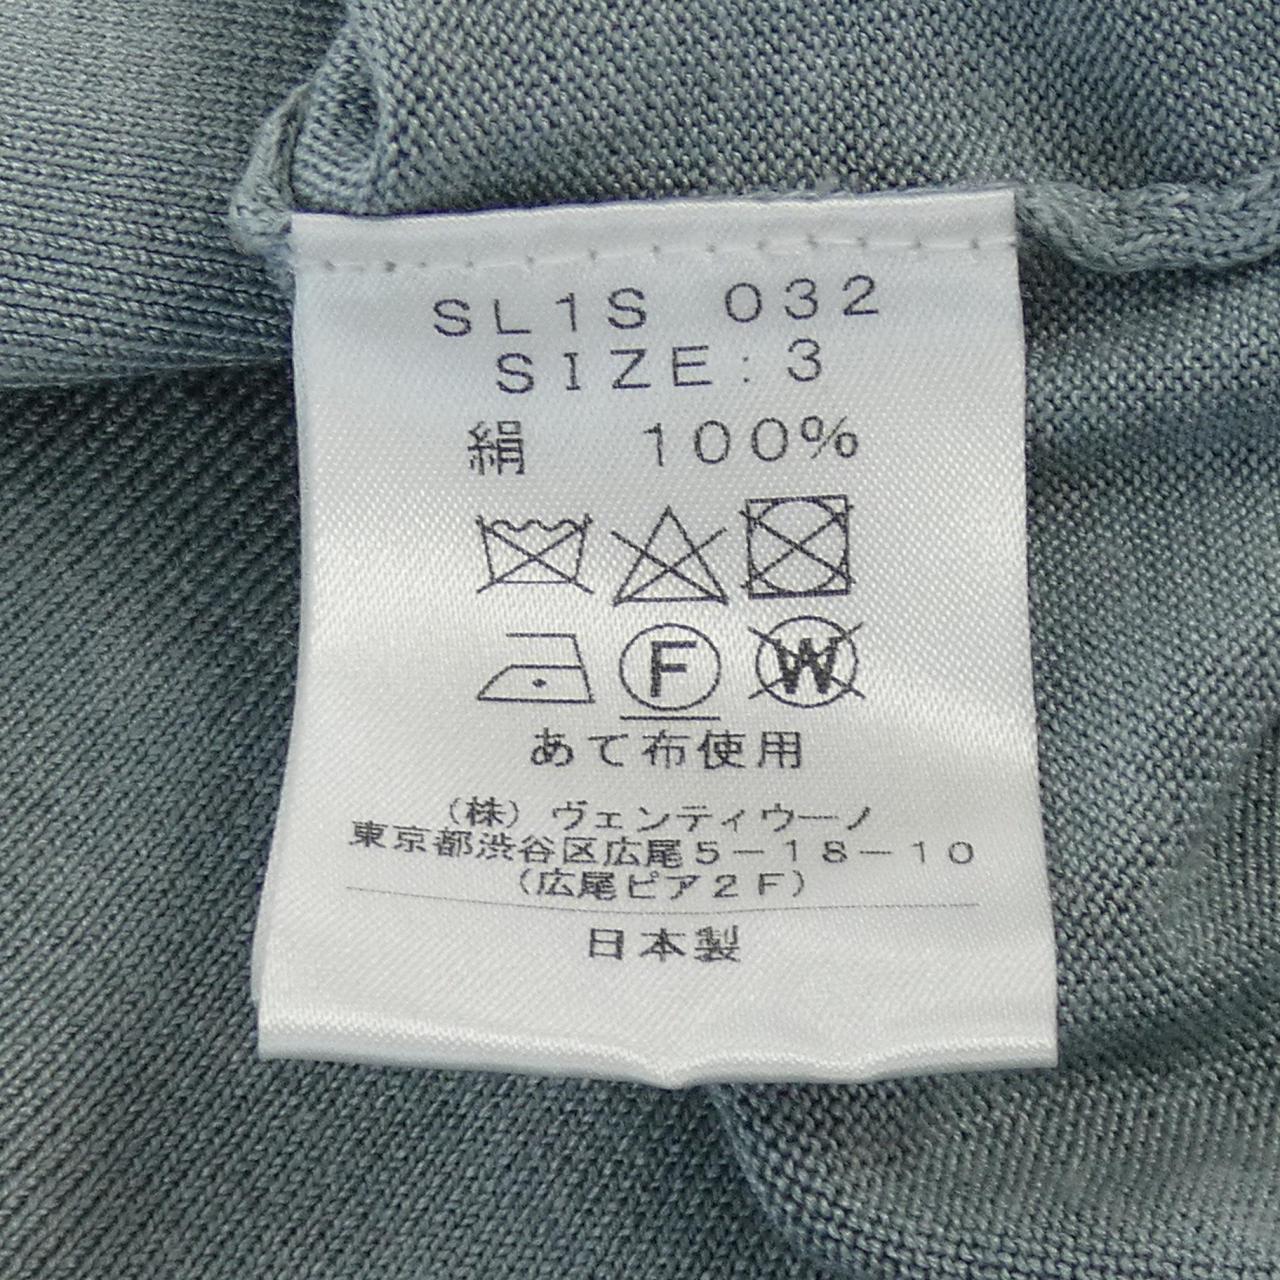 SL1S 032
SIZE:3
絹 100%
F W
あて布使用
(株)ヴェンティウーノ
東京都渋谷区広尾5-18-10
(広尾ピア2F)
日本製